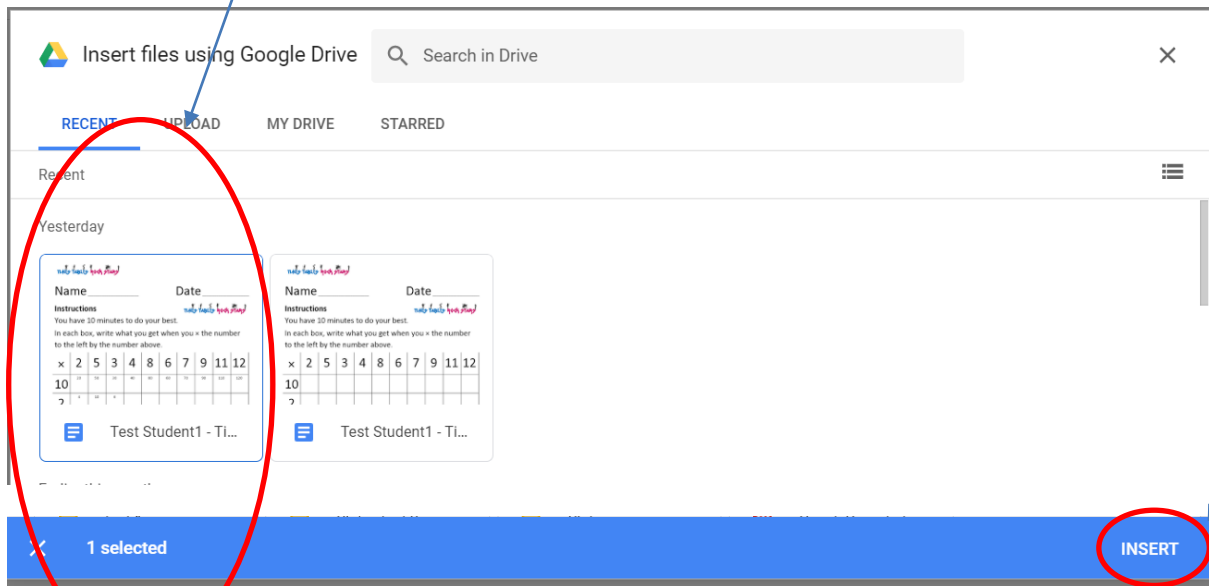 Insert files using Google Drive
Search in Drive
RECENT UPLOAD MY DRIVE STARRED
Recent
Yesterday
Name Date
Instructions
You have 10 minutes to do your best.
In each box, write what you get when you × the number
to the left by the number above.
× 2 5 3 4 8 6 7 9 11 12
10
2
Test Student1 - Ti...
Name Date
Instructions
You have 10 minutes to do your best.
In each box, write what you get when you × the number
to the left by the number above.
× 2 5 3 4 8 6 7 9 11 12
10
2
Test Student1 - Ti...
1 selected
INSERT